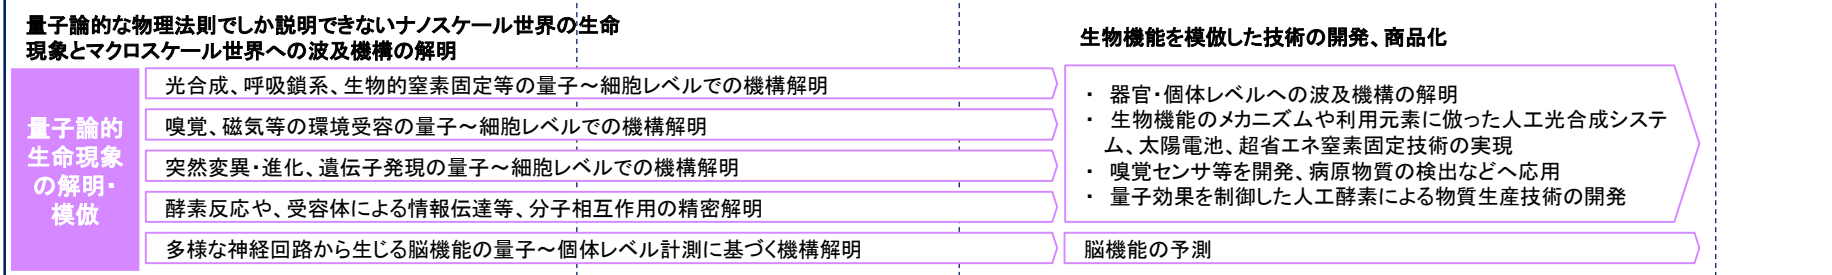 量子論的な物理法則でしか説明できないナノスケール世界の生命
現象とマクロスケール世界への波及機構の解明
生物機能を模倣した技術の開発、商品化
量子論的
生命現象
の解明・
模倣
光合成、呼吸鎖系、生物的窒素固定等の量子～細胞レベルでの機構解明
嗅覚、磁気等の環境受容の量子～細胞レベルでの機構解明
突然変異・進化、遺伝子発現の量子～細胞レベルでの機構解明
酵素反応や、受容体による情報伝達等、分子相互作用の精密解明
多様な神経回路から生じる脳機能の量子～個体レベル計測に基づく機構解明
・ 器官・個体レベルへの波及機構の解明
・ 生物機能のメカニズムや利用元素に倣った人工光合成システ
ム、太陽電池、超省エネ窒素固定技術の実現
・ 嗅覚センサ等を開発、病原物質の検出などへ応用
・ 量子効果を制御した人工酵素による物質生産技術の開発
脳機能の予測